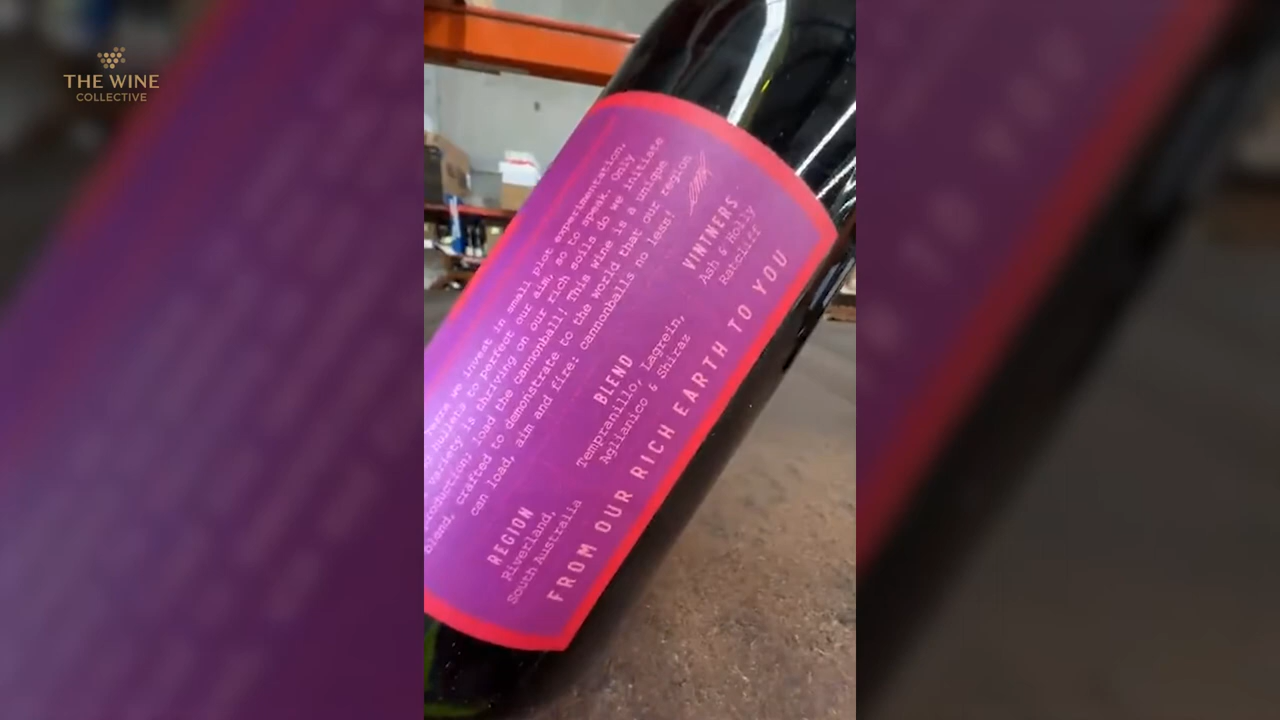 THE WINE
COLLECTIVE
here we invest in small plot experimentation,
to perfect our aim, so to speak. Only
variety is thriving on our rich soils do we initiate
production; load the cannonball! This wine is a unique
blend, crafted to demonstrate to the world that our region
can load, aim and fire: cannonballs no less!
REGION
Riverland,
South Australia
BLEND
Tempranillo, Lagrein,
Aglianico & Shiraz
VINTNERS
Ash & Holly
Ratcliff
FROM OUR RICH EARTH TO YOU